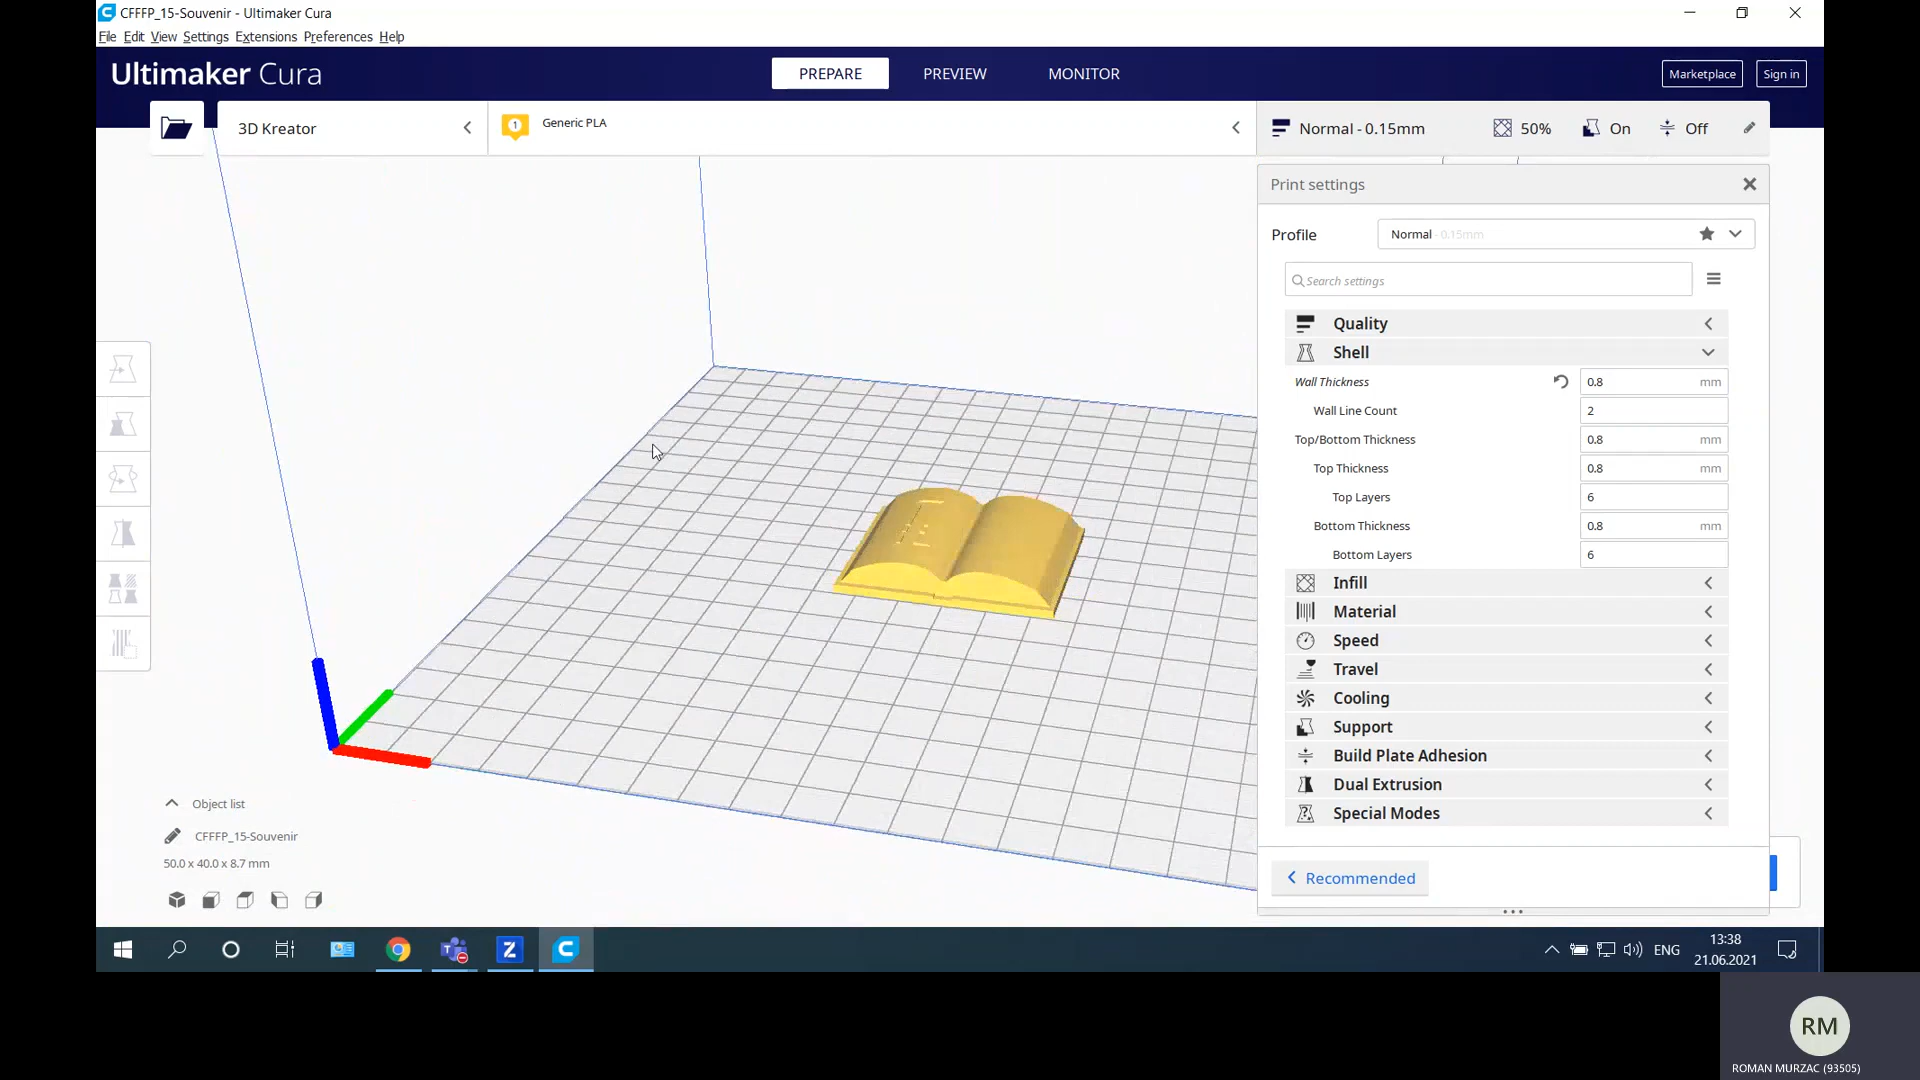 CFFFP_15-Souvenir - Ultimaker Cura
File Edit View Settings Extensions Preferences Help
Ultimaker Cura
PREPARE
PREVIEW
MONITOR
Marketplace
Sign in
3D Kreator
1
Generic PLA
Normal - 0.15mm
50%
On
Off
Print settings
Profile
Normal - 0.15mm
Search settings
Quality
Shell
Wall Thickness 0.8 mm
Wall Line Count 2
Top/Bottom Thickness 0.8 mm
Top Thickness 0.8 mm
Top Layers 6
Bottom Thickness 0.8 mm
Bottom Layers 6
Infill
Material
Speed
Travel
Cooling
Support
Build Plate Adhesion
Dual Extrusion
Special Modes
Recommended
Object list
CFFFP_15-Souvenir
50.0 x 40.0 x 8.7 mm
ENG
13:38
21.06.2021
RM
ROMAN MURZAC (93505)